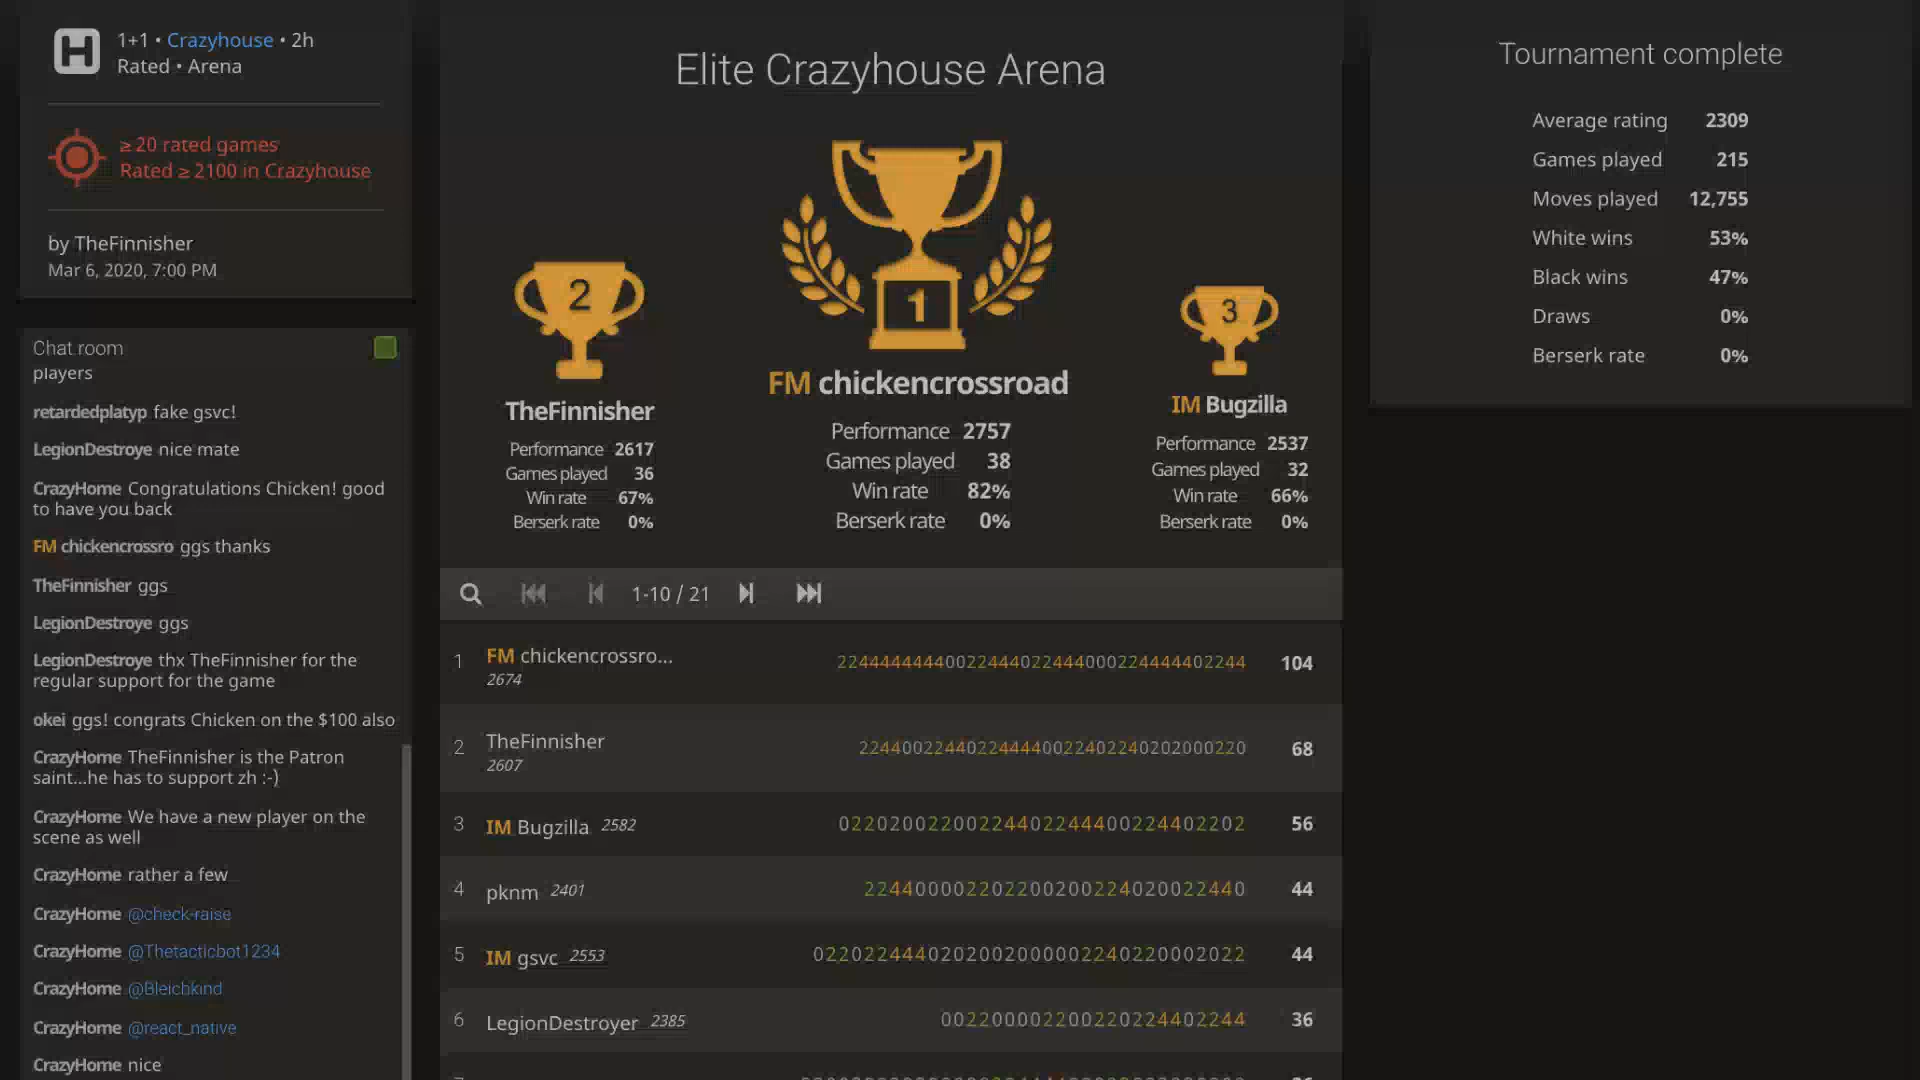 1+1 • Crazyhouse • 2h
Rated • Arena
≥ 20 rated games
Rated ≥ 2100 in Crazyhouse
by TheFinnisher
Mar 6, 2020, 7:00 PM
Chat room
players
retardedplatyp fake gsvc!
LegionDestroye nice mate
CrazyHome Congratulations Chicken! good
to have you back
FM chickencrossro ggs thanks
TheFinnisher ggs
LegionDestroye ggs
LegionDestroye thx TheFinnisher for the
regular support for the game
okei ggs! congrats Chicken on the $100 also
CrazyHome TheFinnisher is the Patron
saint...he has to support zh :-)
CrazyHome We have a new player on the
scene as well
CrazyHome rather a few
CrazyHome @check-raise
CrazyHome @Thetacticbot1234
CrazyHome @Bleichkind
CrazyHome @react_native
CrazyHome nice
Elite Crazyhouse Arena
2
TheFinnisher
Performance 2617
Games played 36
Win rate 67%
Berserk rate 0%
1
FM chickencrossroad
Performance 2757
Games played 38
Win rate 82%
Berserk rate 0%
3
IM Bugzilla
Performance 2537
Games played 32
Win rate 66%
Berserk rate 0%
1-10 / 21
1 FM chickencrossro... 22444444440022444022444000224444402244 104
2674
2 TheFinnisher 224400224402244440022402240202000220 68
2607
3 IM Bugzilla 2582 02202002200224402244400224402202 56
4 pknm 2401 224400002202200200224020022440 44
5 IM gsvc 2553 0220224440202002000002240220002022 44
6 LegionDestroyer 2385 002200002200220224402244 36
Tournament complete
Average rating 2309
Games played 215
Moves played 12,755
White wins 53%
Black wins 47%
Draws 0%
Berserk rate 0%